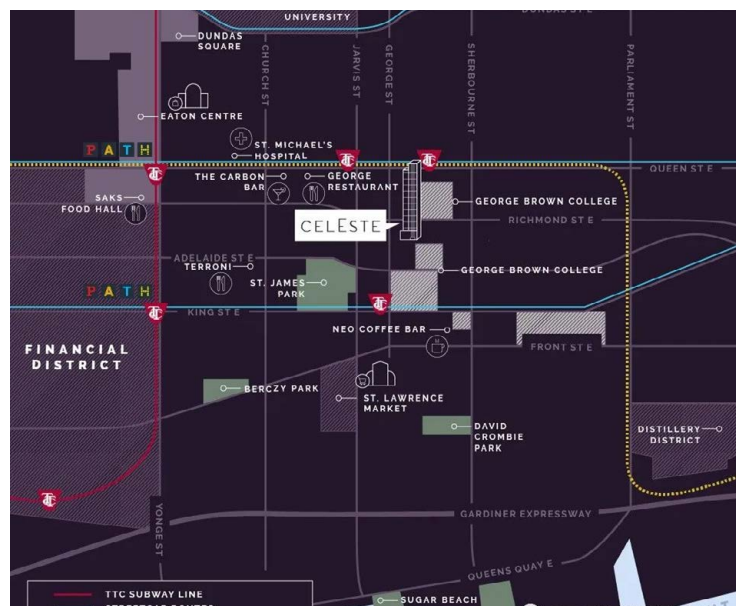 UNIVERSITY
DUNDAS ST E
DUNDAS
SQUARE
CHURCH ST
JARVIS ST
GEORGE ST
SHERBOURNE ST
PARLIAMENT ST
EATON CENTRE
PATH
ST. MICHAEL'S
HOSPITAL
QUEEN ST E
THE CARBON
BAR
GEORGE
RESTAURANT
SAKS
FOOD HALL
GEORGE BROWN COLLEGE
CELESTE
RICHMOND ST E
ADELAIDE ST E
TERRONI
GEORGE BROWN COLLEGE
ST. JAMES
PARK
PATH
KING ST E
NEO COFFEE BAR
FINANCIAL
DISTRICT
FRONT ST E
BERCZY PARK
ST. LAWRENCE
MARKET
DAVID
CROMBIE
PARK
DISTILLERY
DISTRICT
YONGE ST
GARDINER EXPRESSWAY
QUEENS QUAY E
TTC SUBWAY LINE
SUGAR BEACH